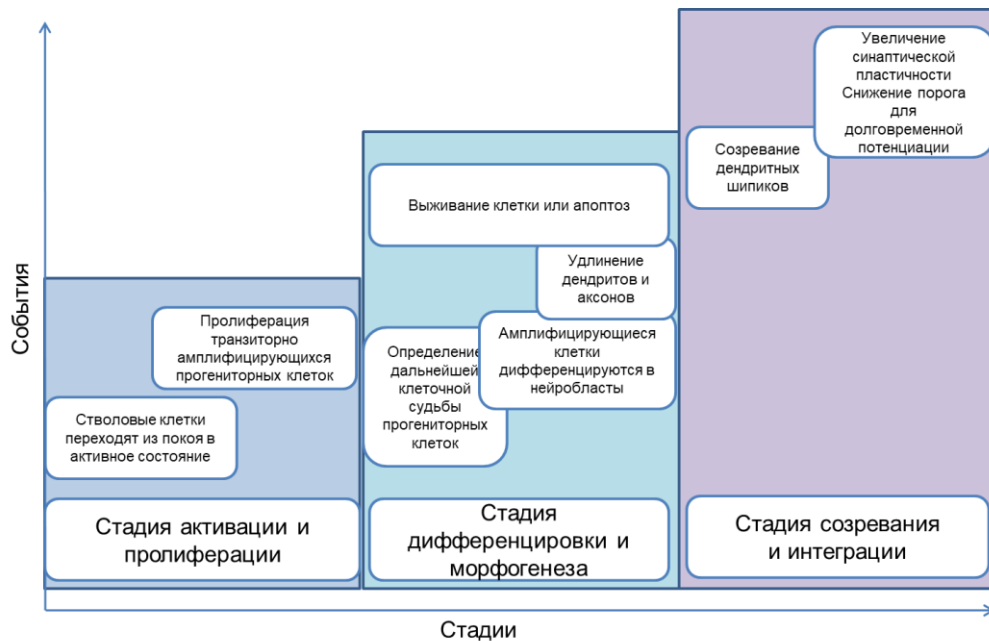 События
Стволовые клетки
переходят из покоя в
активное состояние
Пролиферация
транзиторно
амплифицирующихся
прогениторных клеток
Стадия активации и
пролиферации
Выживание клетки или апоптоз
Удлинение
дендритов и
аксонов
Определение
дальнейшей
клеточной
судьбы
прогениторных
клеток
Амплифицирующиеся
клетки
дифференцируются в
нейробласты
Стадия
дифференцировки и
морфогенеза
Увеличение
синаптической
пластичности
Снижение порога
для
долговременной
потенциации
Созревание
дендритных
шипиков
Стадия созревания
и интеграции
Стадии